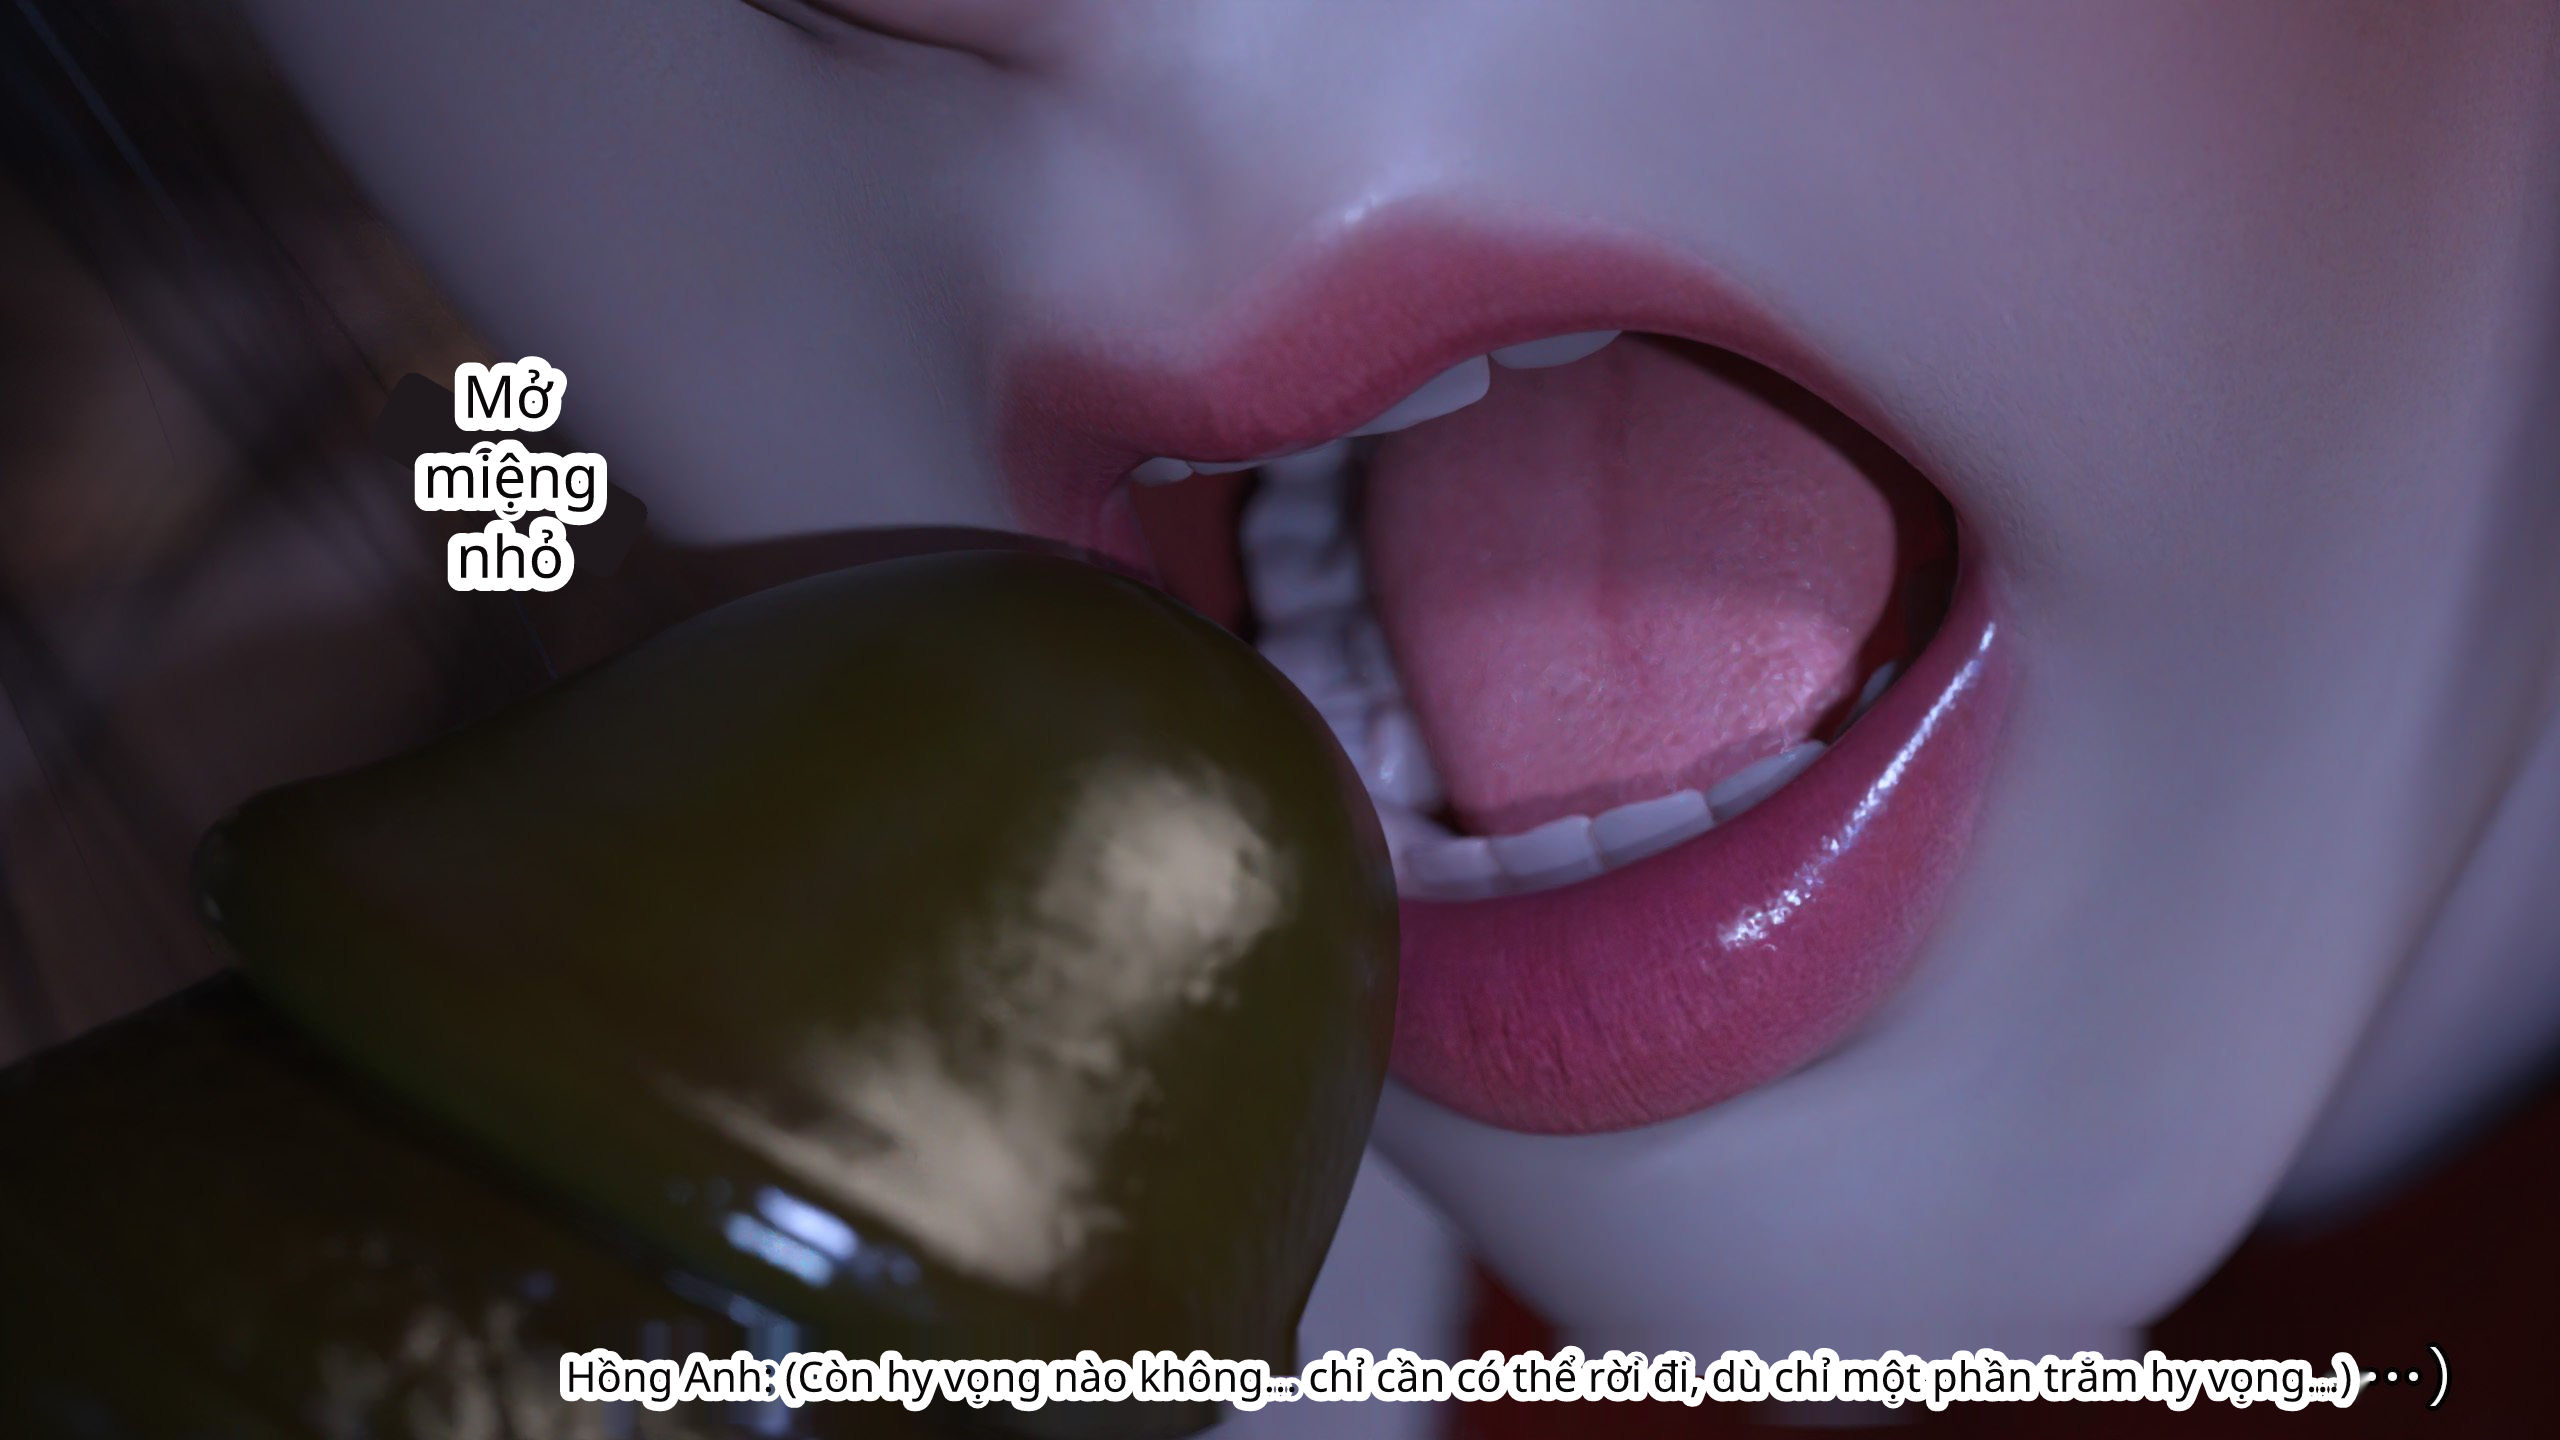 Mở
miệng
nhỏ
Hồng Anh: (Còn hy vọng nào không... chỉ cần có thể rời đi, dù chỉ một phần trăm hy vọng...) ...)